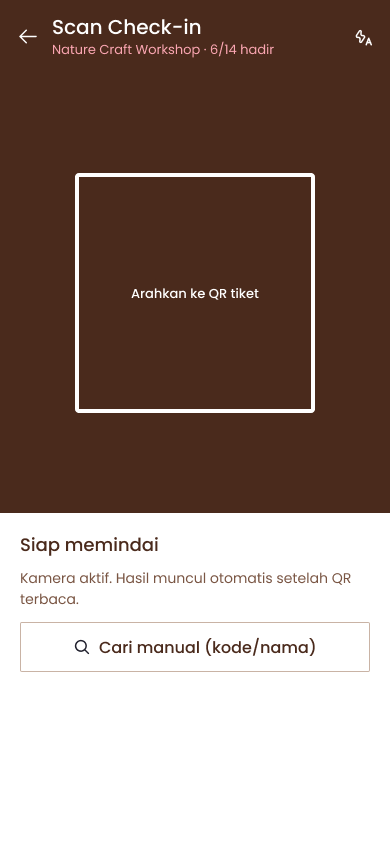 Scan Check-in
Nature Craft Workshop · 6/14 hadir
A
Arahkan ke QR tiket
Siap memindai
Kamera aktif. Hasil muncul otomatis setelah QR
terbaca.
Cari manual (kode/nama)